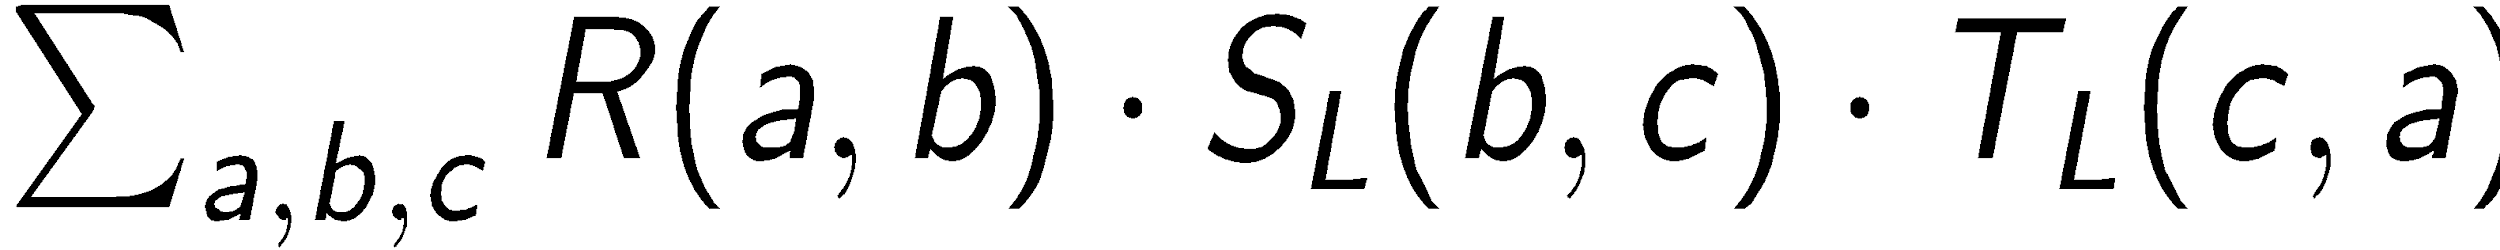 ∑_{a,b,c} R(a, b) · S_L(b, c) · T_L(c, a)